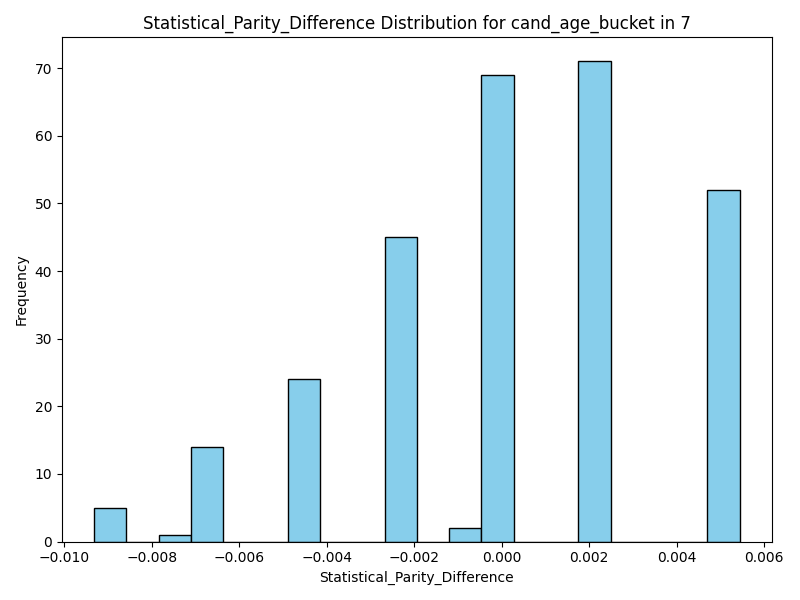 Statistical_Parity_Difference Distribution for cand_age_bucket in 7
Frequency
70
60
50
40
30
20
10
0
−0.010 −0.008 −0.006 −0.004 −0.002 0.000 0.002 0.004 0.006
Statistical_Parity_Difference